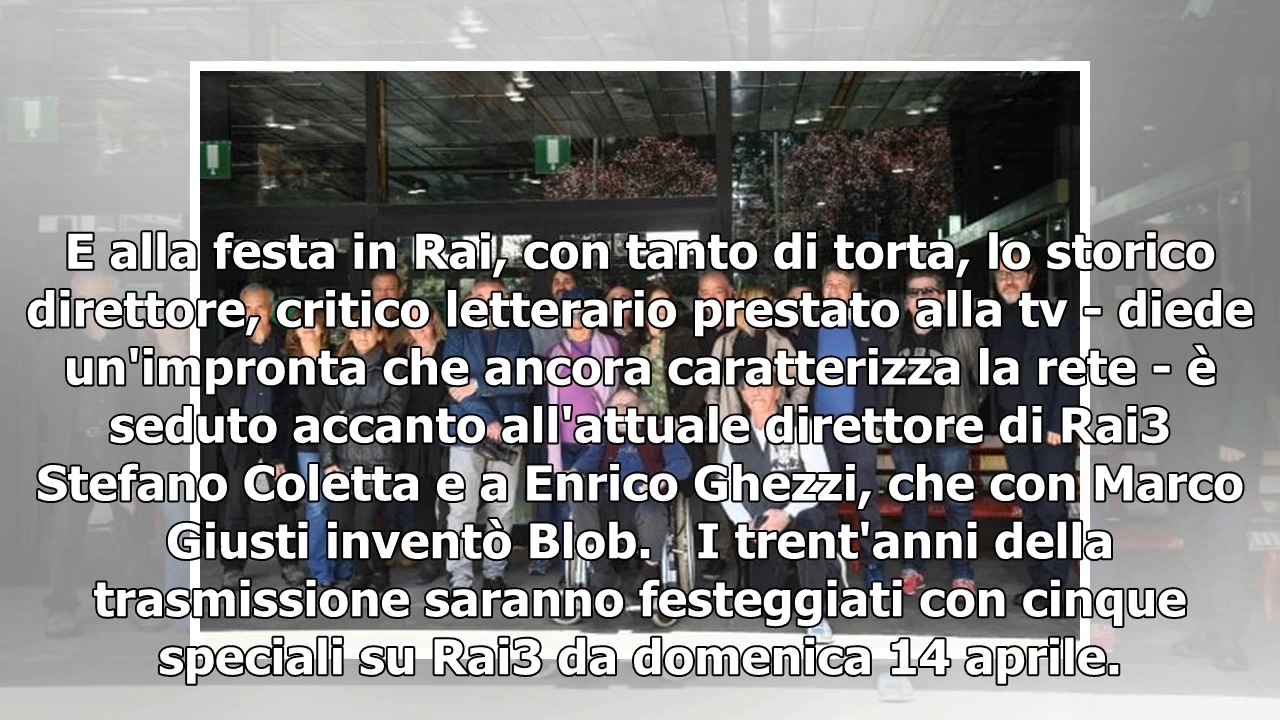 E alla festa in Rai, con tanto di torta, lo storico
direttore, critico letterario prestato alla tv - diede
un'impronta che ancora caratterizza la rete - è
seduto accanto all'attuale direttore di Rai3
Stefano Coletta e a Enrico Ghezzi, che con Marco
Giusti inventò Blob.   I trent'anni della
trasmissione saranno festeggiati con cinque
speciali su Rai3 da domenica 14 aprile.